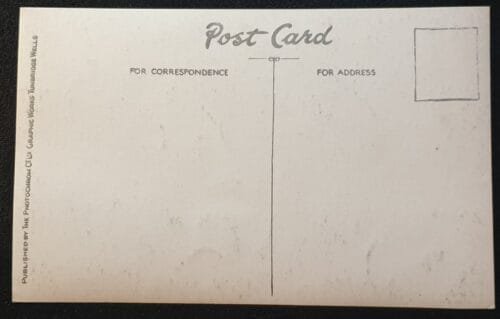 Post Card
FOR CORRESPONDENCE
FOR ADDRESS
PUBLISHED BY THE PHOTOCHROM CO LD GRAPHIC WORKS TUNBRIDGE WELLS